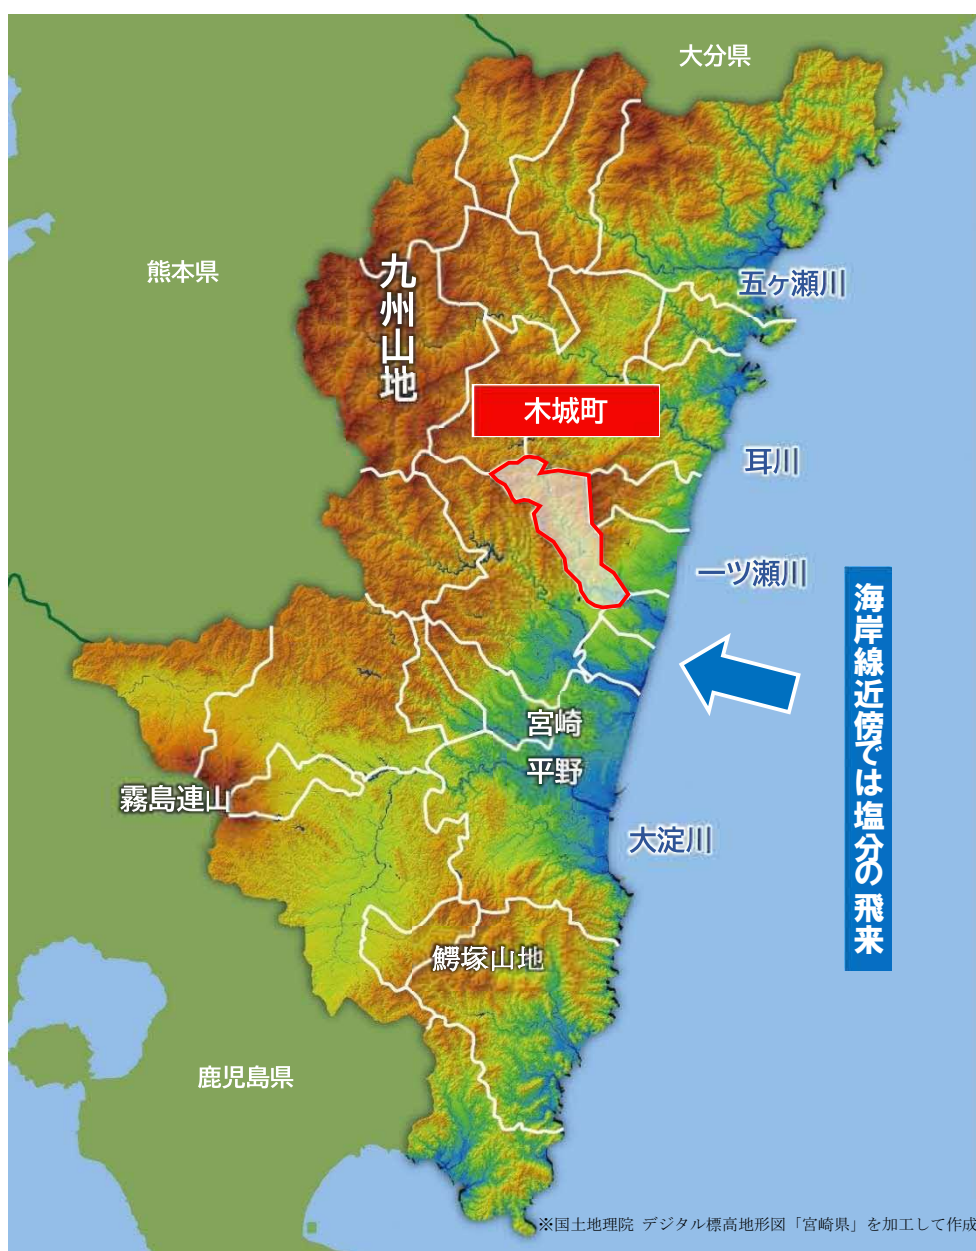 大分県
熊本県
九州山地
五ヶ瀬川
木城町
耳川
一ツ瀬川
海岸線近傍では塩分の飛来
宮崎
平野
霧島連山
大淀川
鰐塚山地
鹿児島県
※国土地理院 デジタル標高地形図「宮崎県」を加工して作成